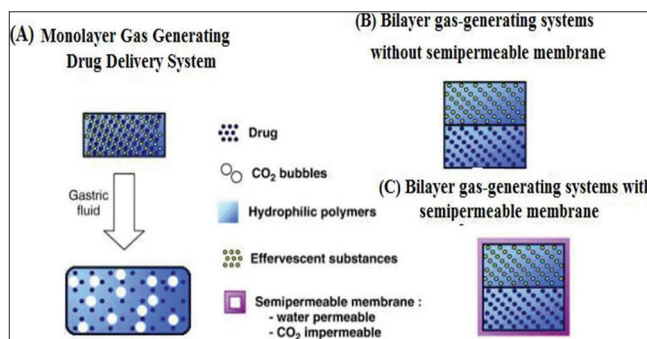 (A) Monolayer Gas Generating
Drug Delivery System
Gastric
fluid
Drug
CO₂ bubbles
Hydrophilic polymers
Effervescent substances
Semipermeable membrane :
- water permeable
- CO₂ impermeable
(B) Bilayer gas-generating systems
without semipermeable membrane
(C) Bilayer gas-generating systems with
semipermeable membrane